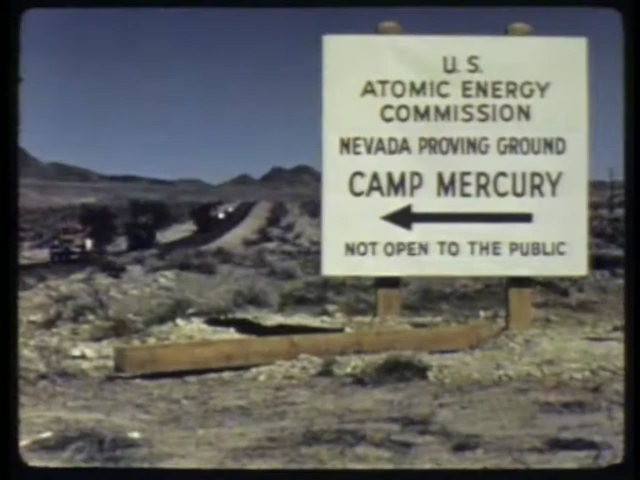 U.S.
ATOMIC ENERGY
COMMISSION
NEVADA PROVING GROUND
CAMP MERCURY
NOT OPEN TO THE PUBLIC